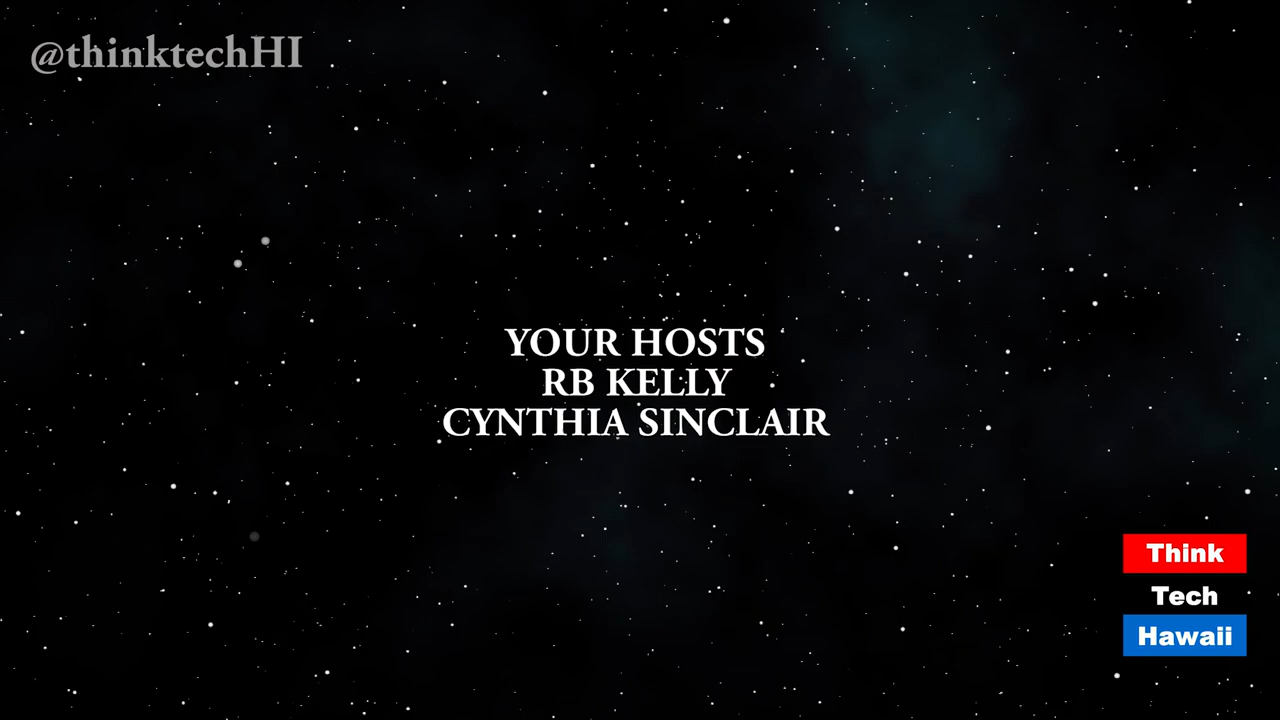 @thinktechHI
YOUR HOSTS
RB KELLY
CYNTHIA SINCLAIR
Think
Tech
Hawaii